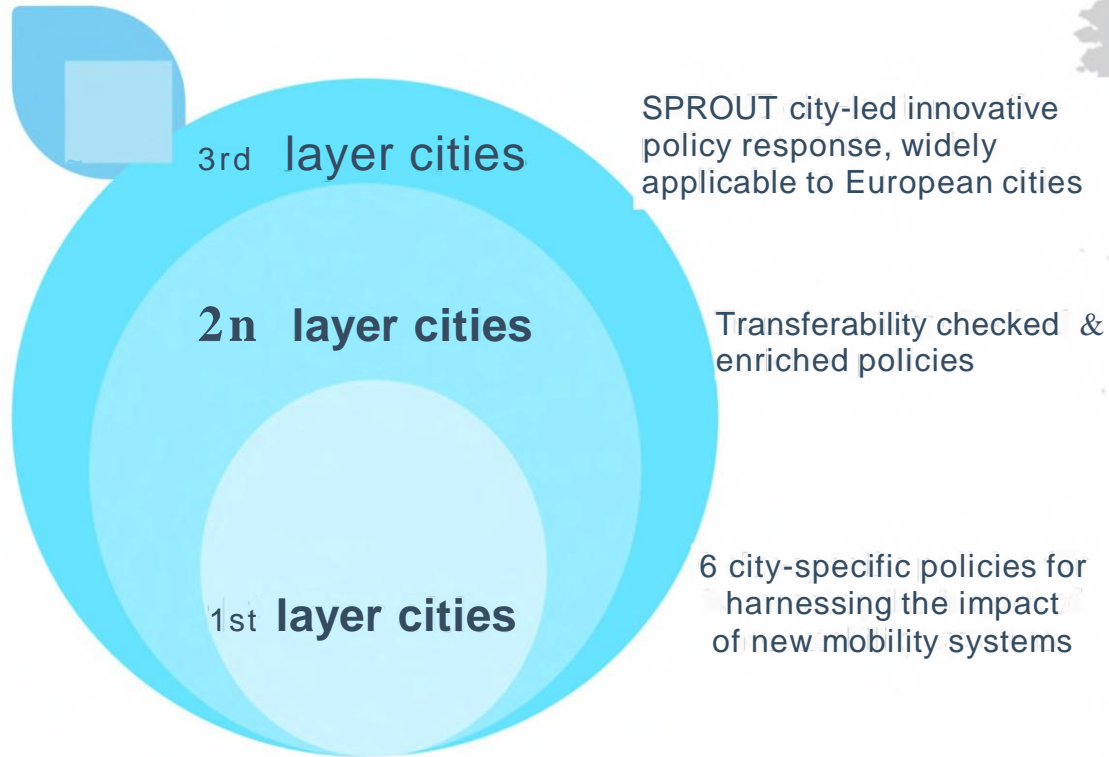 3rd layer cities
SPROUT city-led innovative
policy response, widely
applicable to European cities
2n layer cities
Transferability checked &
enriched policies
1st layer cities
6 city-specific policies for
harnessing the impact
of new mobility systems